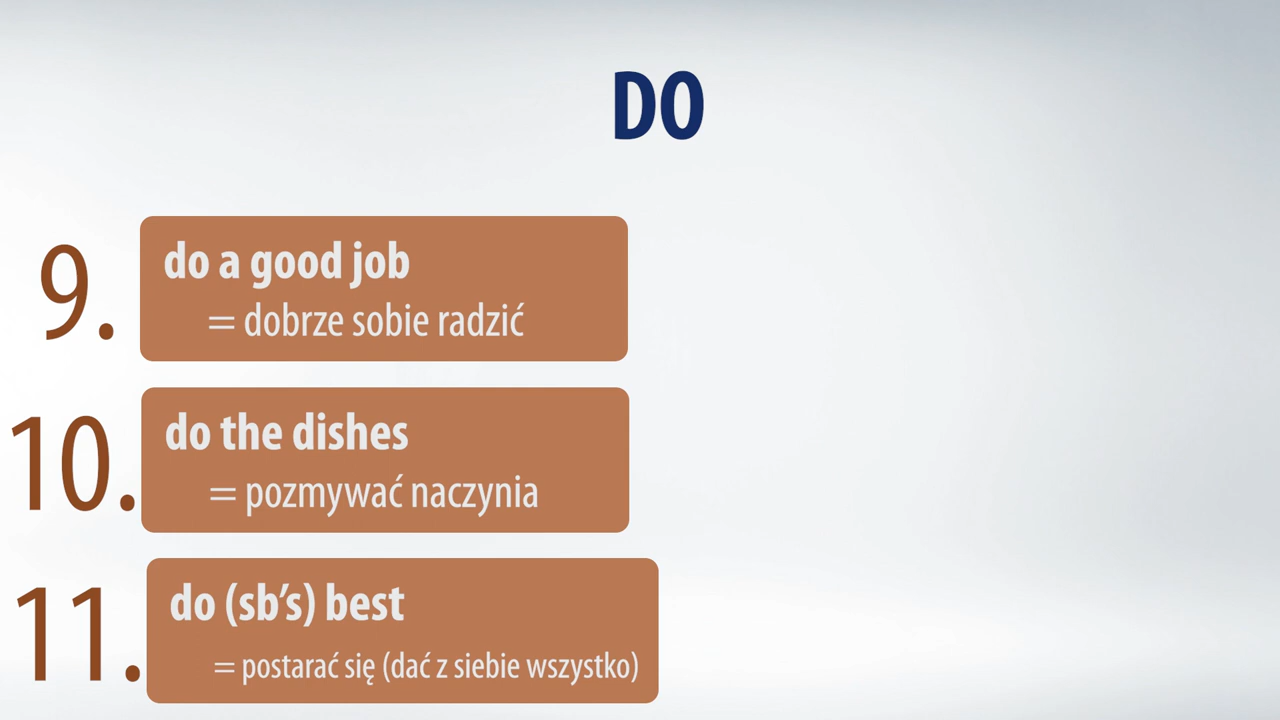 DO
9.
do a good job
= dobrze sobie radzić
10.
do the dishes
= pozmywać naczynia
11.
do (sb’s) best
= postarać się (dać z siebie wszystko)